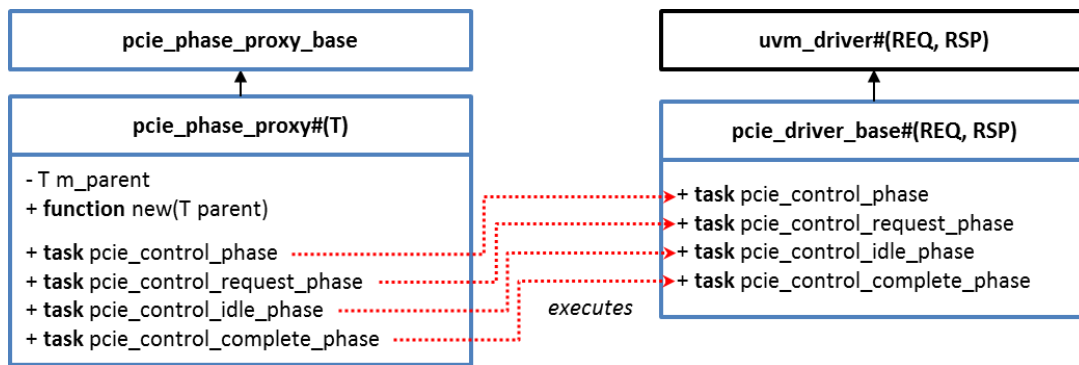 pcie_phase_proxy_base
uvm_driver#(REQ, RSP)
pcie_phase_proxy#(T)
- T m_parent
+ function new(T parent)
+ task pcie_control_phase
+ task pcie_control_request_phase
+ task pcie_control_idle_phase
+ task pcie_control_complete_phase
pcie_driver_base#(REQ, RSP)
+ task pcie_control_phase
+ task pcie_control_request_phase
+ task pcie_control_idle_phase
+ task pcie_control_complete_phase
executes